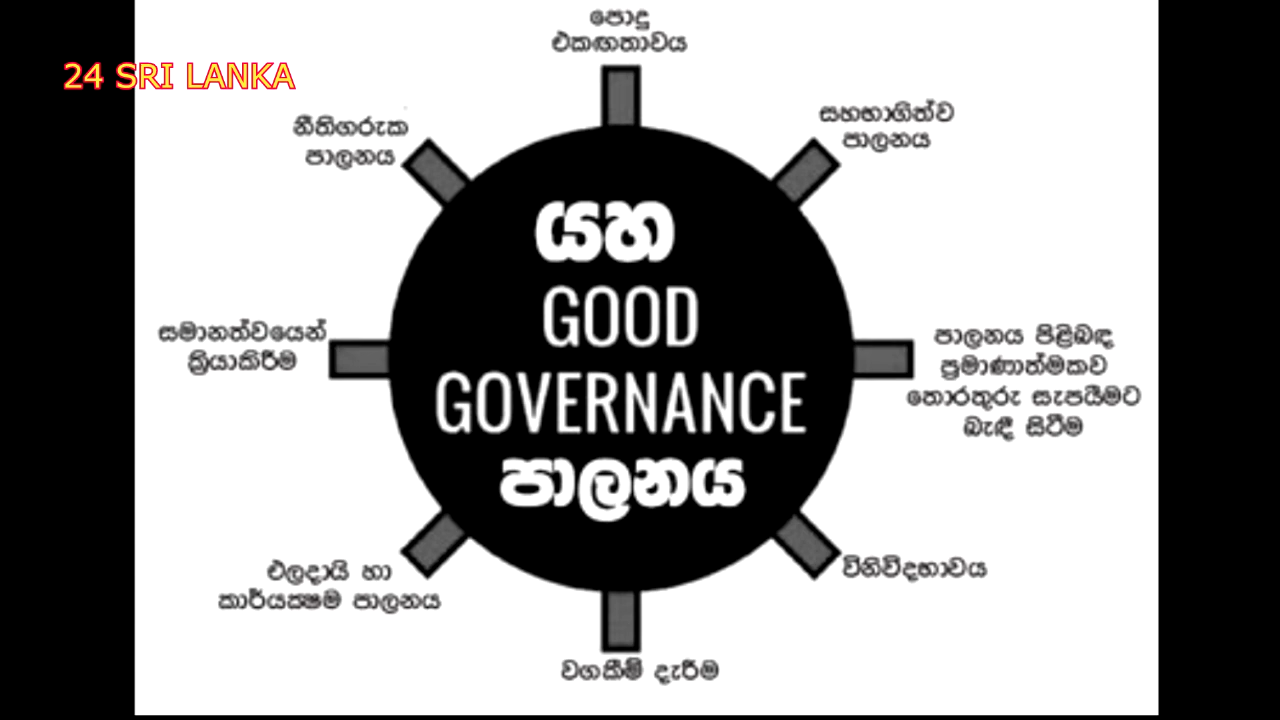 24 SRI LANKA
පොදු
එකඟතාවය
සහභාගිත්ව
පාලනය
නීතිගරුක
පාලනය
යහ
GOOD
GOVERNANCE
පාලනය
සමානත්වයෙන්
ක්‍රියාකිරීම
පාලනය පිළිබඳ
ප්‍රමාණාත්මකව
තොරතුරු සැපයීමට
බැඳී සිටීම
ඵලදායි හා
කාර්යක්ෂම පාලනය
විනිවිදභාවය
වගකීම් දැරීම